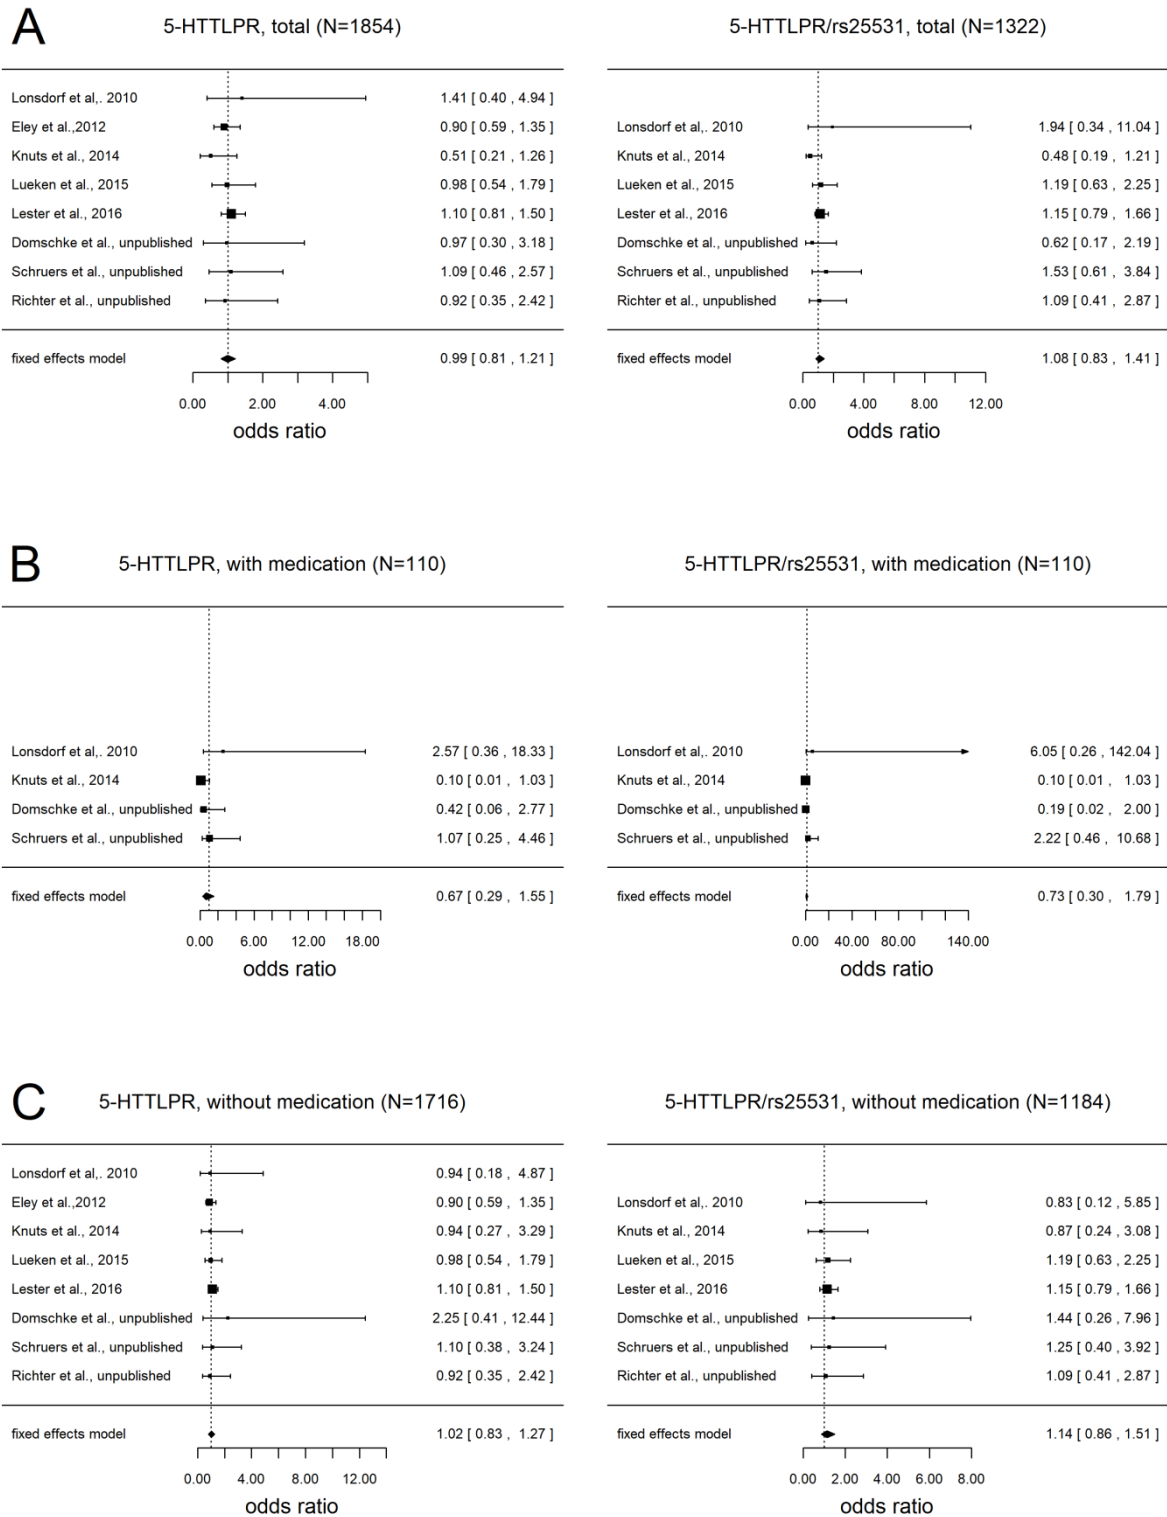 A
5-HTTLPR, total (N=1854)
Lonsdorf et al,. 2010 1.41 [ 0.40 , 4.94 ]
Eley et al.,2012 0.90 [ 0.59 , 1.35 ]
Knuts et al., 2014 0.51 [ 0.21 , 1.26 ]
Lueken et al., 2015 0.98 [ 0.54 , 1.79 ]
Lester et al., 2016 1.10 [ 0.81 , 1.50 ]
Domschke et al., unpublished 0.97 [ 0.30 , 3.18 ]
Schruers et al., unpublished 1.09 [ 0.46 , 2.57 ]
Richter et al., unpublished 0.92 [ 0.35 , 2.42 ]
fixed effects model 0.99 [ 0.81 , 1.21 ]
0.00 2.00 4.00
odds ratio
5-HTTLPR/rs25531, total (N=1322)
Lonsdorf et al,. 2010 1.94 [ 0.34 , 11.04 ]
Knuts et al., 2014 0.48 [ 0.19 , 1.21 ]
Lueken et al., 2015 1.19 [ 0.63 , 2.25 ]
Lester et al., 2016 1.15 [ 0.79 , 1.66 ]
Domschke et al., unpublished 0.62 [ 0.17 , 2.19 ]
Schruers et al., unpublished 1.53 [ 0.61 , 3.84 ]
Richter et al., unpublished 1.09 [ 0.41 , 2.87 ]
fixed effects model 1.08 [ 0.83 , 1.41 ]
0.00 4.00 8.00 12.00
odds ratio
B
5-HTTLPR, with medication (N=110)
Lonsdorf et al,. 2010 2.57 [ 0.36 , 18.33 ]
Knuts et al., 2014 0.10 [ 0.01 , 1.03 ]
Domschke et al., unpublished 0.42 [ 0.06 , 2.77 ]
Schruers et al., unpublished 1.07 [ 0.25 , 4.46 ]
fixed effects model 0.67 [ 0.29 , 1.55 ]
0.00 6.00 12.00 18.00
odds ratio
5-HTTLPR/rs25531, with medication (N=110)
Lonsdorf et al,. 2010 6.05 [ 0.26 , 142.04 ]
Knuts et al., 2014 0.10 [ 0.01 , 1.03 ]
Domschke et al., unpublished 0.19 [ 0.02 , 2.00 ]
Schruers et al., unpublished 2.22 [ 0.46 , 10.68 ]
fixed effects model 0.73 [ 0.30 , 1.79 ]
0.00 40.00 80.00 140.00
odds ratio
C
5-HTTLPR, without medication (N=1716)
Lonsdorf et al,. 2010 0.94 [ 0.18 , 4.87 ]
Eley et al.,2012 0.90 [ 0.59 , 1.35 ]
Knuts et al., 2014 0.94 [ 0.27 , 3.29 ]
Lueken et al., 2015 0.98 [ 0.54 , 1.79 ]
Lester et al., 2016 1.10 [ 0.81 , 1.50 ]
Domschke et al., unpublished 2.25 [ 0.41 , 12.44 ]
Schruers et al., unpublished 1.10 [ 0.38 , 3.24 ]
Richter et al., unpublished 0.92 [ 0.35 , 2.42 ]
fixed effects model 1.02 [ 0.83 , 1.27 ]
0.00 4.00 8.00 12.00
odds ratio
5-HTTLPR/rs25531, without medication (N=1184)
Lonsdorf et al,. 2010 0.83 [ 0.12 , 5.85 ]
Knuts et al., 2014 0.87 [ 0.24 , 3.08 ]
Lueken et al., 2015 1.19 [ 0.63 , 2.25 ]
Lester et al., 2016 1.15 [ 0.79 , 1.66 ]
Domschke et al., unpublished 1.44 [ 0.26 , 7.96 ]
Schruers et al., unpublished 1.25 [ 0.40 , 3.92 ]
Richter et al., unpublished 1.09 [ 0.41 , 2.87 ]
fixed effects model 1.14 [ 0.86 , 1.51 ]
0.00 2.00 4.00 6.00 8.00
odds ratio